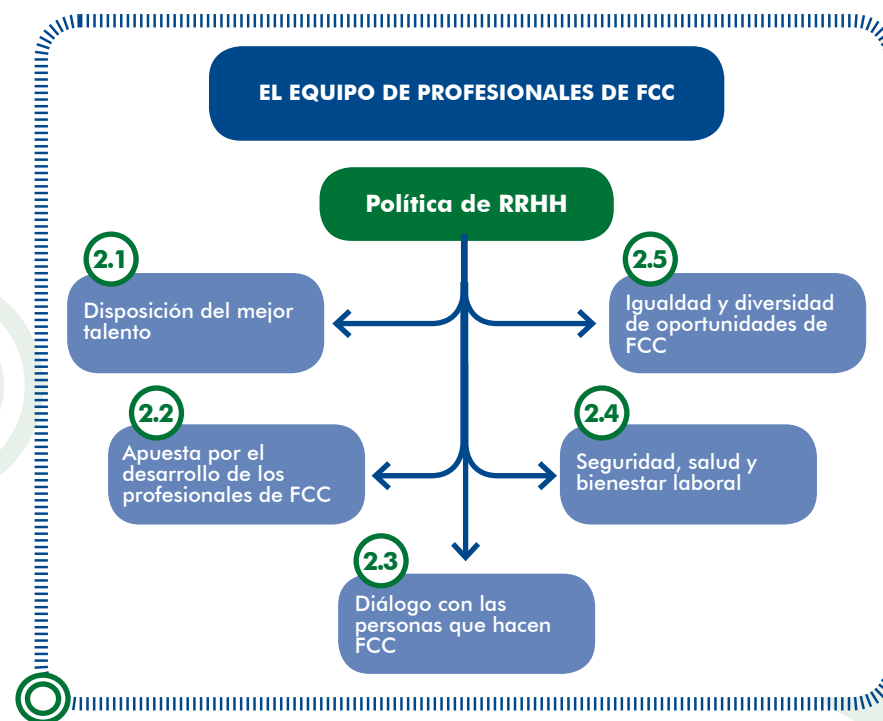 EL EQUIPO DE PROFESIONALES DE FCC
Política de RRHH
2.1
Disposición del mejor
talento
2.2
Apuesta por el
desarrollo de los
profesionales de FCC
2.3
Diálogo con las
personas que hacen
FCC
2.4
Seguridad, salud y
bienestar laboral
2.5
Igualdad y diversidad
de oportunidades de
FCC